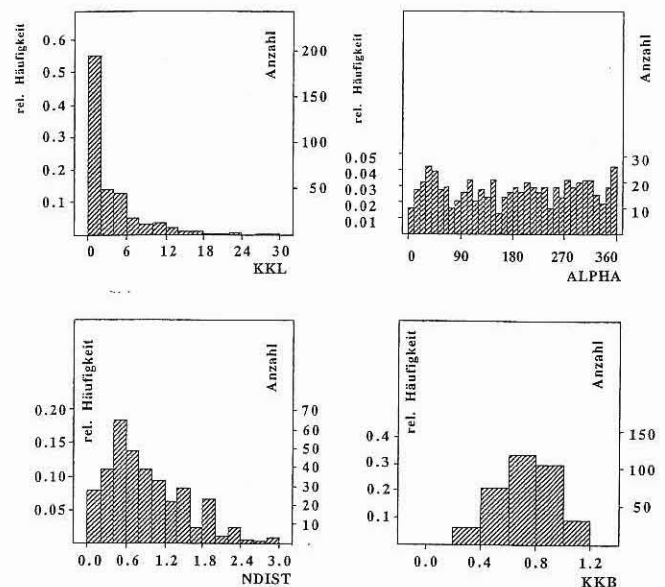 rel. Häufigkeit
0.6
0.5
0.4
0.3
0.2
0.1
Anzahl
200
150
100
50
0 6 12 18 24 30
KKL
rel. Häufigkeit
0.05
0.04
0.03
0.02
0.01
Anzahl
30
20
10
0 90 180 270 360
ALPHA
rel. Häufigkeit
0.20
0.15
0.10
0.05
Anzahl
70
60
50
40
30
20
10
0.0 0.6 1.2 1.8 2.4 3.0
NDIST
rel. Häufigkeit
0.4
0.3
0.2
0.1
Anzahl
150
100
50
0.0 0.4 0.8 1.2
KKB